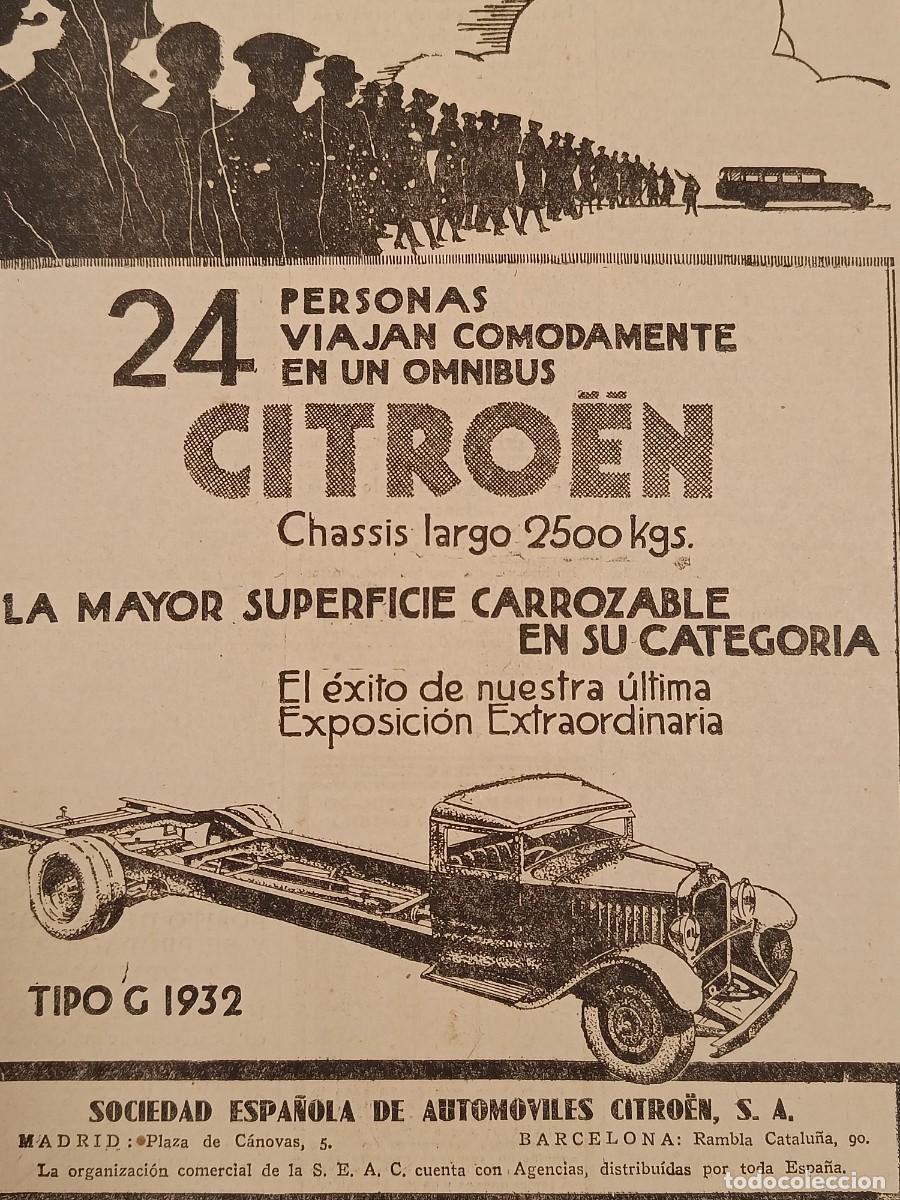 24 PERSONAS
VIAJAN COMODAMENTE
EN UN OMNIBUS
CITROËN
Chassis largo 2500 kgs.
LA MAYOR SUPERFICIE CARROZABLE
EN SU CATEGORIA
El éxito de nuestra última
Exposición Extraordinaria
TIPO G 1932
SOCIEDAD ESPAÑOLA DE AUTOMOVILES CITROËN, S. A.
MADRID: Plaza de Cánovas, 5. BARCELONA: Rambla Cataluña, 90.
La organización comercial de la S. E. A. C. cuenta con Agencias, distribuídas por toda España.
todocoleccion